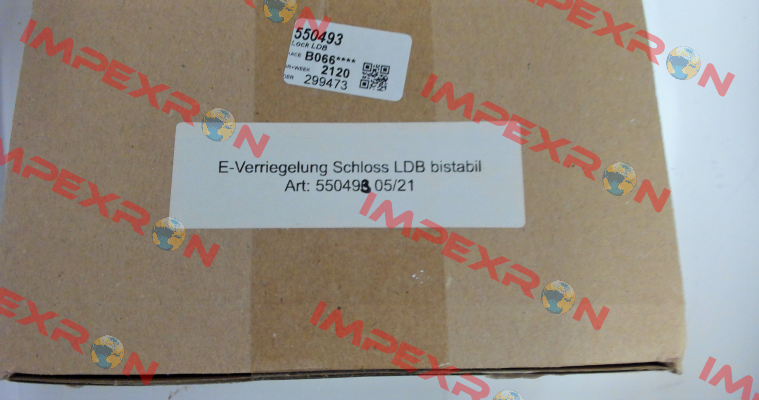 550493
LOCK LDB
B066****
2120
299473
E-Verriegelung Schloss LDB bistabil
Art: 550493 05/21
IMPEXRON
IMPEXRON
IMPEXRON
IMPEXRON
IMPEXRON
IMPEXRON